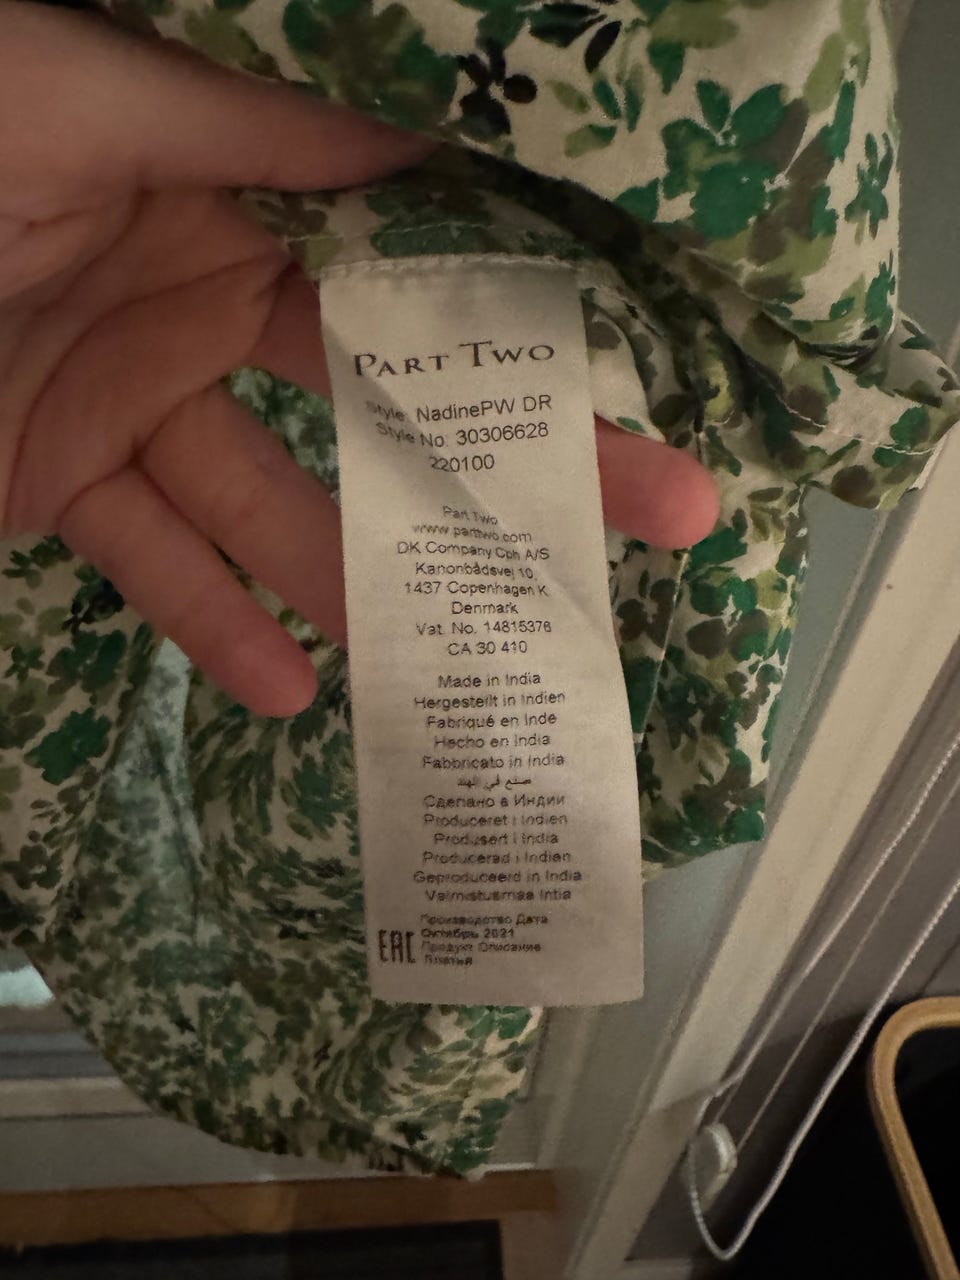 PART TWO
Style: NadinePW DR
Style No: 30306628
220100
Part Two
www.parttwo.com
DK Company Cph A/S
Kanonbådsvej 10,
1437 Copenhagen K
Denmark
Vat. No. 14815376
CA 30 410
Made in India
Hergestellt in Indien
Fabriqué en Inde
Hecho en India
Fabbricato in India
صنع في الهند
Сделано в Индии
Produceret i Indien
Produsert i India
Producerad i Indien
Geproduceerd in India
Valmistusmaa Intia
Производство Дата
Октябрь 2021
EAC Продукт Описание
Платья